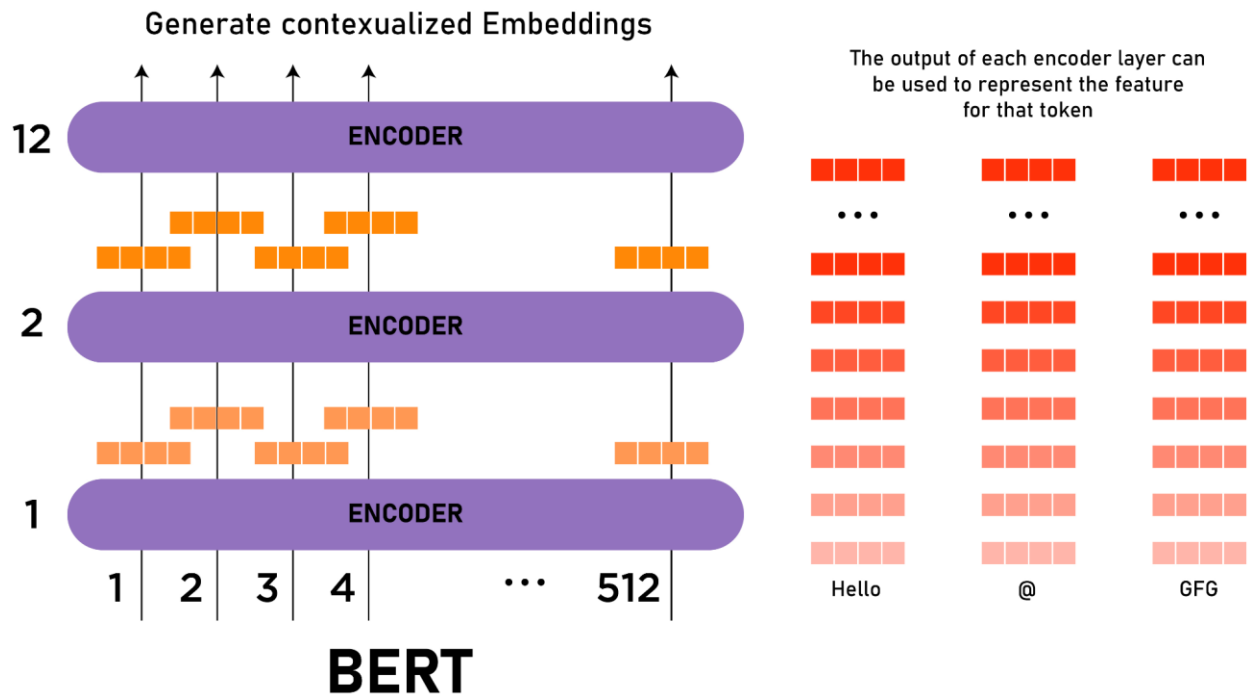 Generate contexualized Embeddings
12
ENCODER
2
ENCODER
1
ENCODER
1 2 3 4 ... 512
BERT
The output of each encoder layer can
be used to represent the feature
for that token
... ... ...
Hello @ GFG